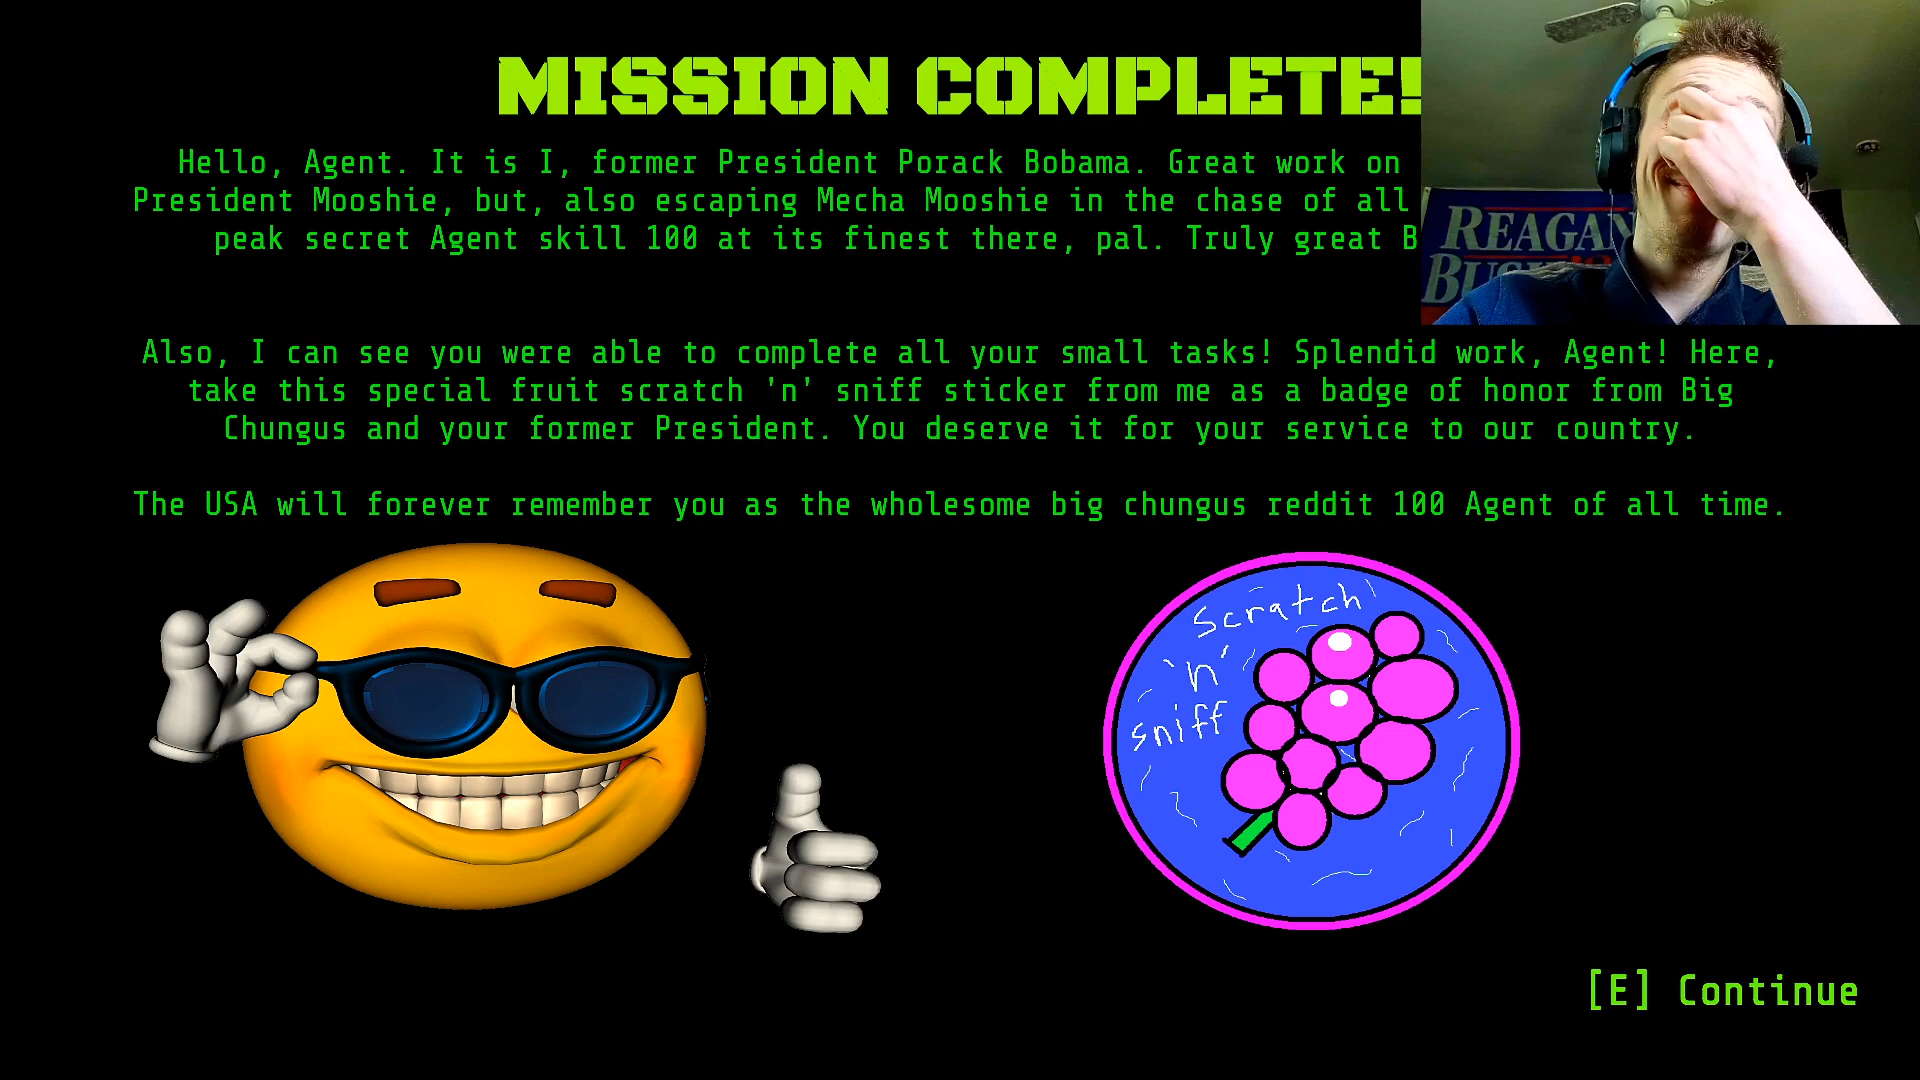 MISSION COMPLETE!
Hello, Agent. It is I, former President Porack Bobama. Great work on
President Mooshie, but, also escaping Mecha Mooshie in the chase of all
peak secret Agent skill 100 at its finest there, pal. Truly great B
REAGAN
BUSH
Also, I can see you were able to complete all your small tasks! Splendid work, Agent! Here,
take this special fruit scratch 'n' sniff sticker from me as a badge of honor from Big
Chungus and your former President. You deserve it for your service to our country.
The USA will forever remember you as the wholesome big chungus reddit 100 Agent of all time.
scratch
'n'
sniff
[E] Continue